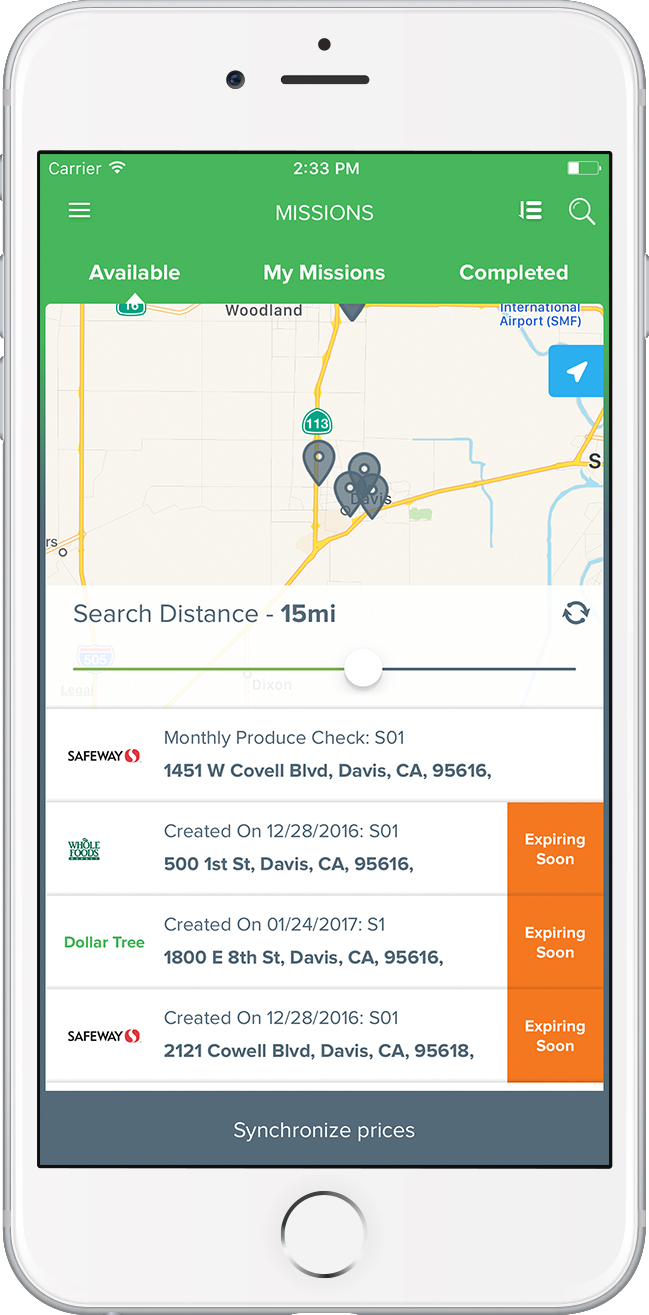 Carrier 2:33 PM
MISSIONS
Available My Missions Completed
16
Woodland
International
Airport (SMF)
113
S
Davis
rs
Search Distance - 15mi
505
Dixon
SAFEWAY
Monthly Produce Check: S01
1451 W Covell Blvd, Davis, CA, 95616,
WHOLE
FOODS
MARKET
Created On 12/28/2016: S01
500 1st St, Davis, CA, 95616,
Expiring
Soon
Dollar Tree
Created On 01/24/2017: S1
1800 E 8th St, Davis, CA, 95616,
Expiring
Soon
SAFEWAY
Created On 12/28/2016: S01
2121 Cowell Blvd, Davis, CA, 95618,
Expiring
Soon
Legal
Synchronize prices